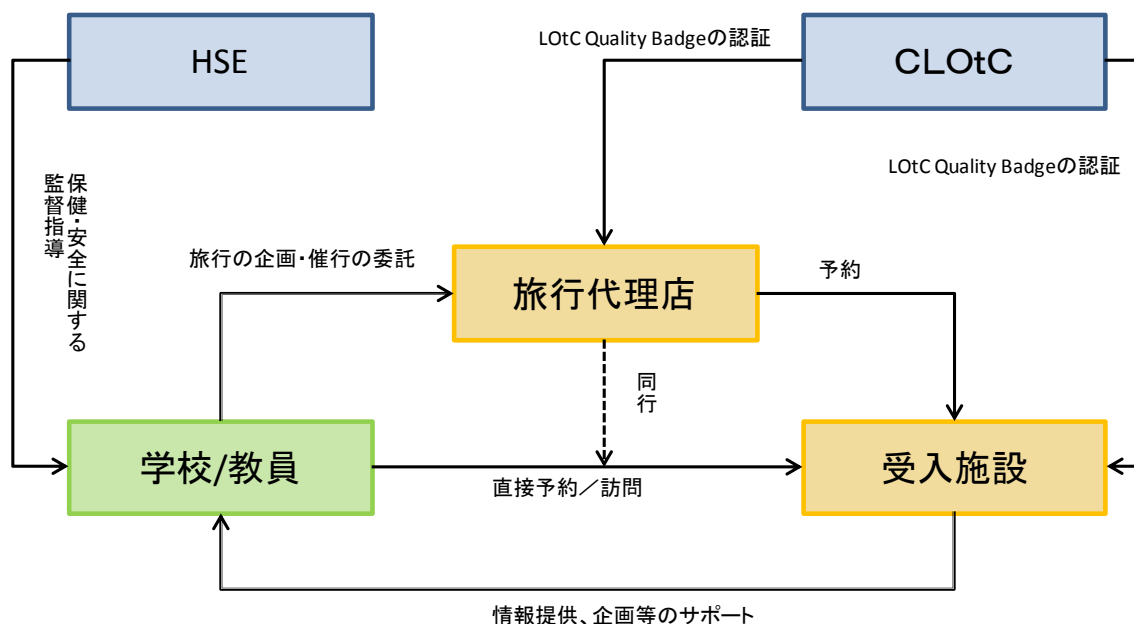 LOtC Quality Badgeの認証
HSE
CLOtC
LOtC Quality Badgeの認証
保健・安全に関する
監督指導
旅行の企画・催行の委託
予約
旅行代理店
同行
学校/教員
受入施設
直接予約／訪問
情報提供、企画等のサポート